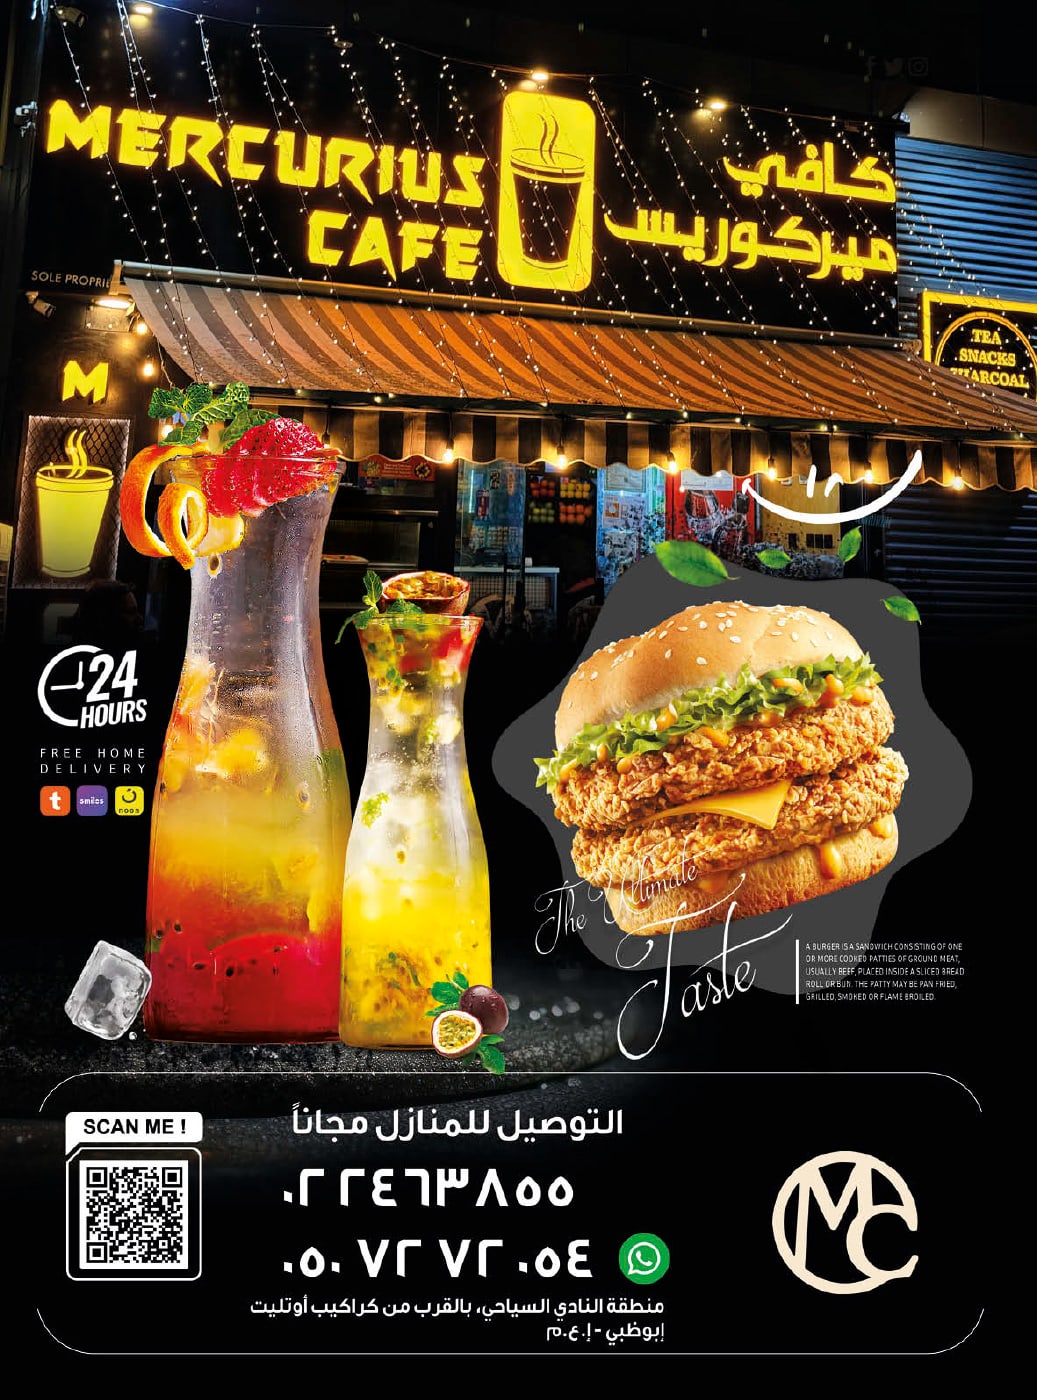 MERCURIUS
CAFE
كافي
ميركوريس
SOLE PROPRIE
M
TEA
SNACKS
CHARCOAL
24
HOURS
FREE HOME
DELIVERY
t
smiles
noon
The Ultimate
Taste
A BURGER IS A SANDWICH CONSISTING OF ONE
OR MORE COOKED PATTIES OF GROUND MEAT,
USUALLY BEEF, PLACED INSIDE A SLICED BREAD
ROLL OR BUN. THE PATTY MAY BE PAN FRIED,
GRILLED, SMOKED OR FLAME BROILED.
SCAN ME !
التوصيل للمنازل مجاناً
٠٢ ٢٤٦٣٨٥٥
٠٥٠ ٧٢ ٧٢ ٠٥٤
منطقة النادي السياحي، بالقرب من كراكيب أوتليت
إبوظبي - إ.ع.م
MC